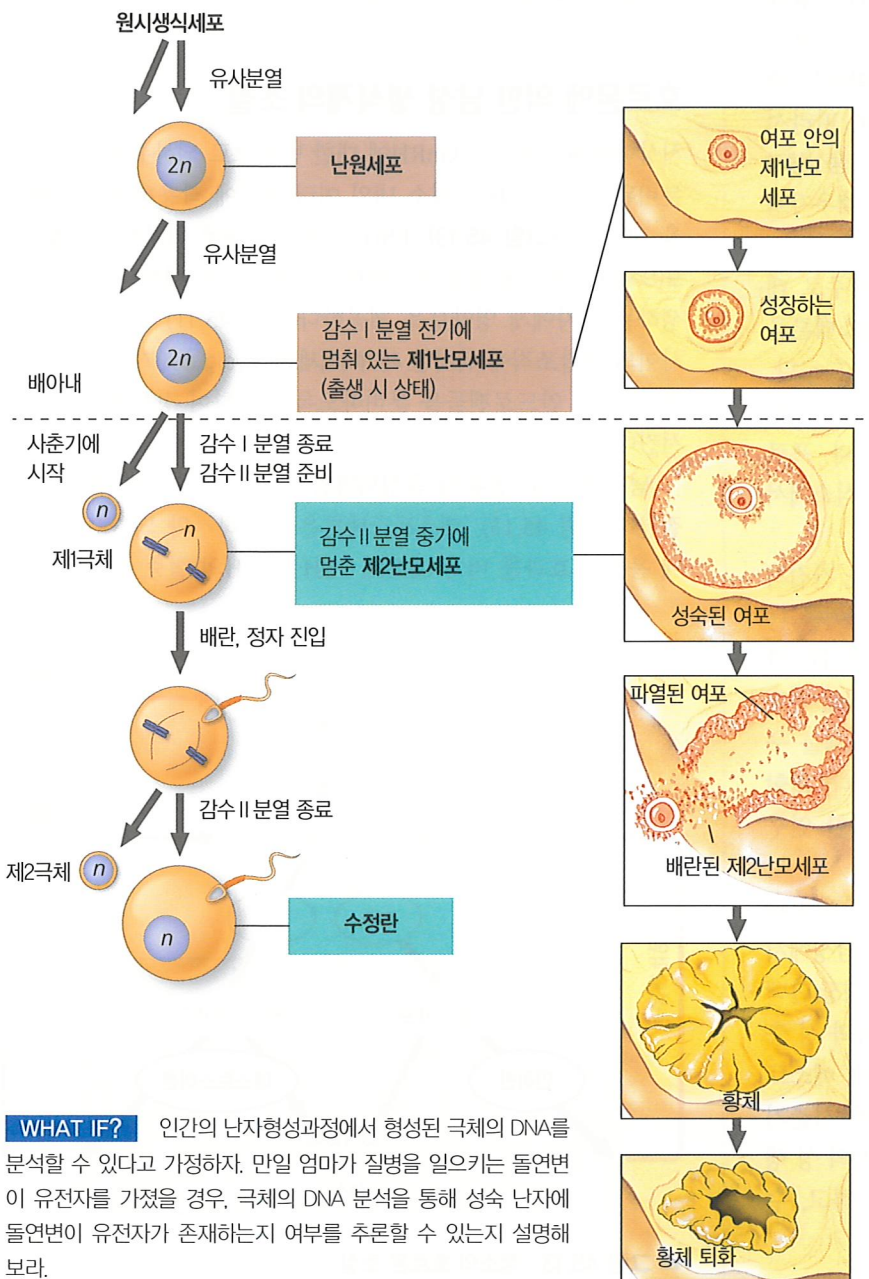 원시생식세포
유사분열
2n
난원세포
유사분열
2n
감수 I 분열 전기에
멈춰 있는 제1난모세포
(출생 시 상태)
배아내
사춘기에
시작
감수 I 분열 종료
감수 II 분열 준비
n
제1극체
n
감수 II 분열 중기에
멈춘 제2난모세포
배란, 정자 진입
감수 II 분열 종료
제2극체
n
n
수정란
여포 안의
제1난모
세포
성장하는
여포
성숙된 여포
파열된 여포
배란된 제2난모세포
황체
황체 퇴화
WHAT IF? 인간의 난자형성과정에서 형성된 극체의 DNA를
분석할 수 있다고 가정하자. 만일 엄마가 질병을 일으키는 돌연변
이 유전자를 가졌을 경우, 극체의 DNA 분석을 통해 성숙 난자에
돌연변이 유전자가 존재하는지 여부를 추론할 수 있는지 설명해
보라.